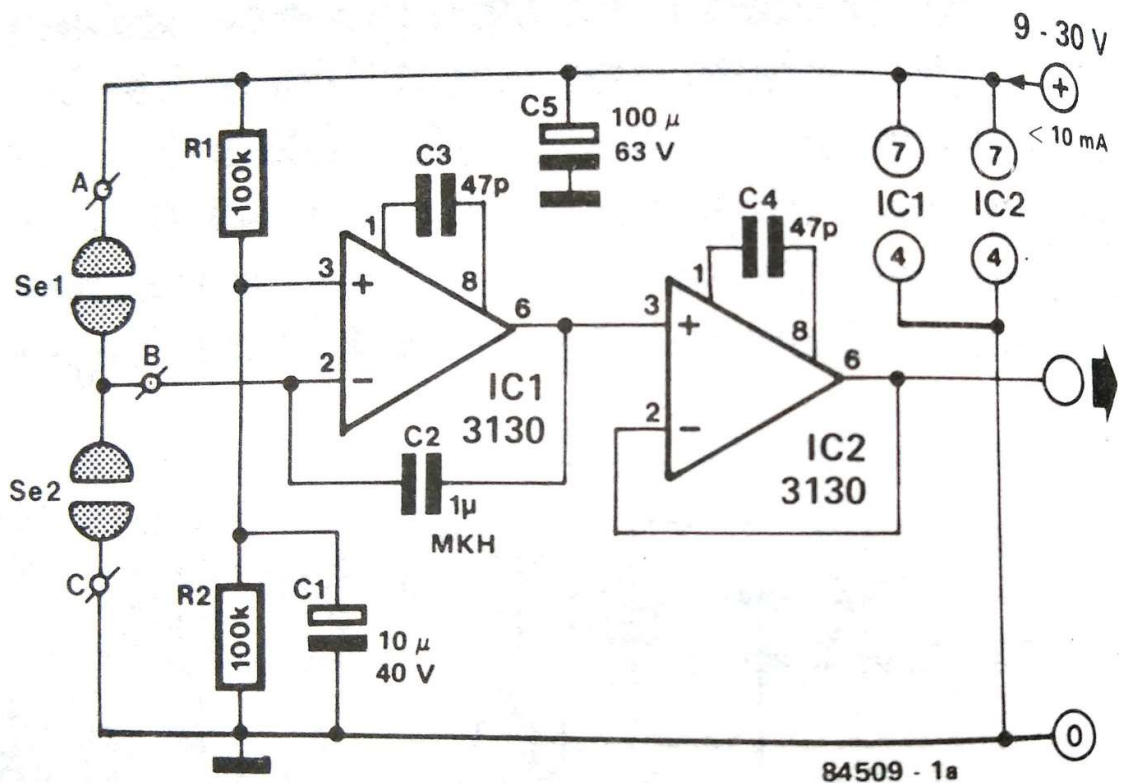 9 - 30 V
+
< 10 mA
C5
100 µ
63 V
R1
100k
C3
47p
7
7
IC1
IC2
4
4
A
Se1
1
8
3
+
6
2
−
IC1
3130
C4
47p
1
8
3
+
6
2
−
IC2
3130
B
C2
1µ
MKH
Se2
C
R2
100k
C1
10 µ
40 V
0
84509 - 1a